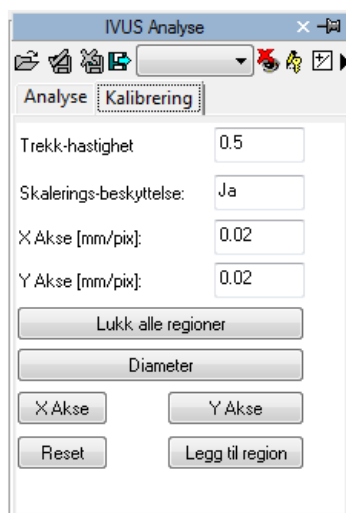 IVUS Analyse
Analyse Kalibrering
Trekk-hastighet 0.5
Skalerings-beskyttelse: Ja
X Akse [mm/pix]: 0.02
Y Akse [mm/pix]: 0.02
Lukk alle regioner
Diameter
X Akse Y Akse
Reset Legg til region